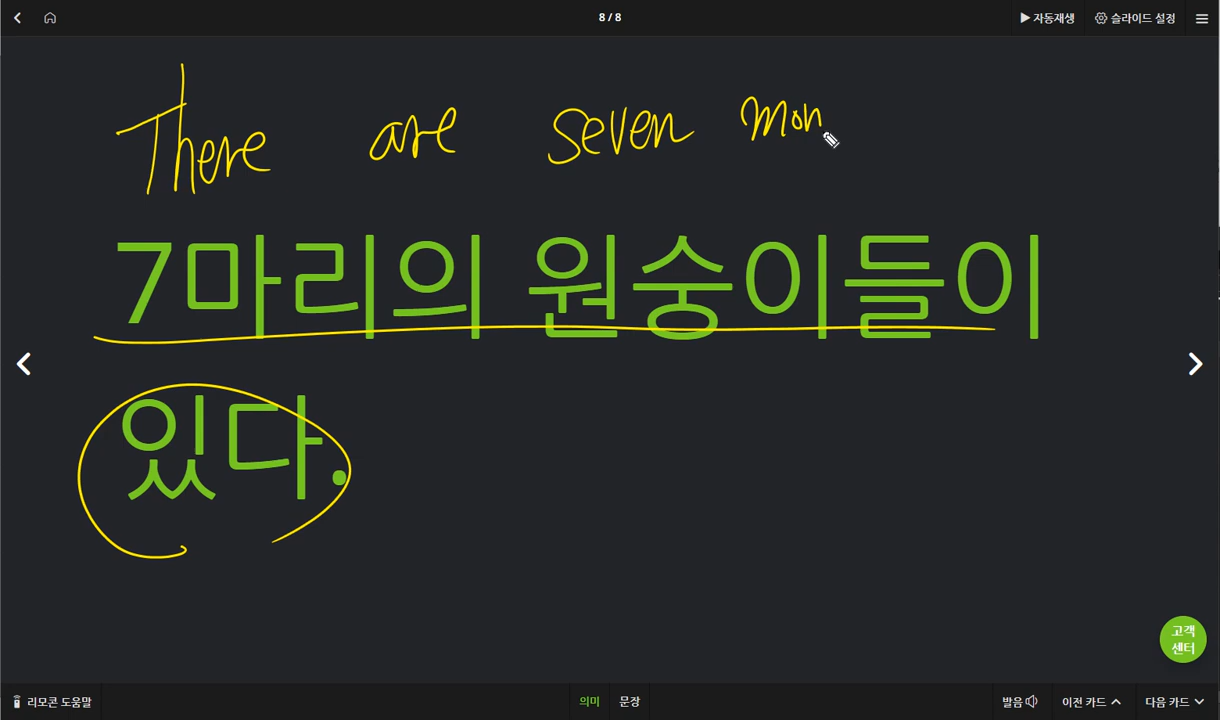 8 / 8
자동재생
슬라이드 설정
There are seven mon
7마리의 원숭이들이
있다.
고객
센터
리모콘 도움말
의미
문장
발음
이전 카드
다음 카드